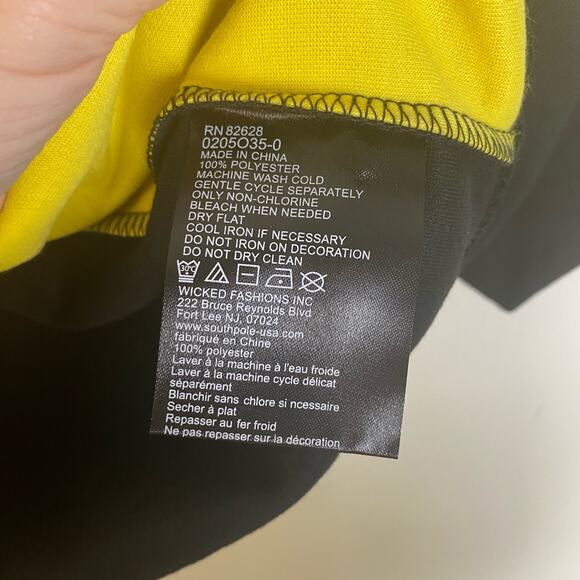 RN 82628
0205O35-0
MADE IN CHINA
100% POLYESTER
MACHINE WASH COLD
GENTLE CYCLE SEPARATELY
ONLY NON-CHLORINE
BLEACH WHEN NEEDED
DRY FLAT
COOL IRON IF NECESSARY
DO NOT IRON ON DECORATION
DO NOT DRY CLEAN
30°C
WICKED FASHIONS INC
222 Bruce Reynolds Blvd
Fort Lee NJ, 07024
www.southpole-usa.com
fabriqué en Chine
100% polyester
Laver à la machine à l'eau froide
Laver à la machine cycle délicat
séparément
Blanchir sans chlore si nicessaire
Secher à plat
Repasser au fer froid
Ne pas repasser sur la décoration